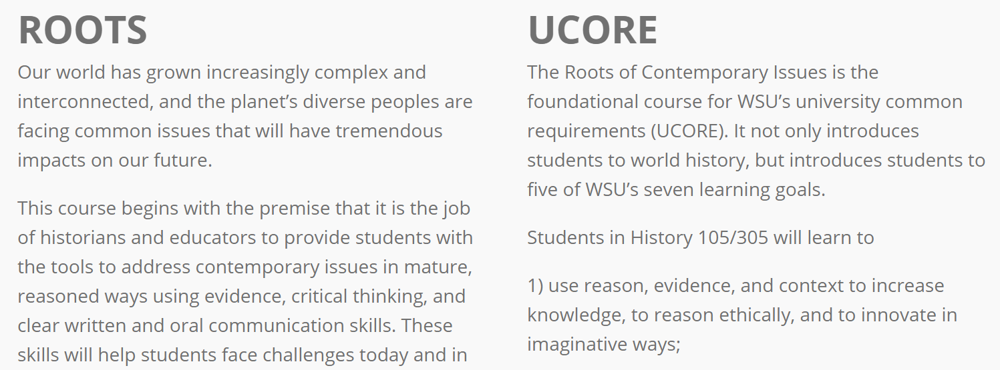 ROOTS
Our world has grown increasingly complex and
interconnected, and the planet’s diverse peoples are
facing common issues that will have tremendous
impacts on our future.
This course begins with the premise that it is the job
of historians and educators to provide students with
the tools to address contemporary issues in mature,
reasoned ways using evidence, critical thinking, and
clear written and oral communication skills. These
skills will help students face challenges today and in
UCORE
The Roots of Contemporary Issues is the
foundational course for WSU’s university common
requirements (UCORE). It not only introduces
students to world history, but introduces students to
five of WSU’s seven learning goals.
Students in History 105/305 will learn to
1) use reason, evidence, and context to increase
knowledge, to reason ethically, and to innovate in
imaginative ways;